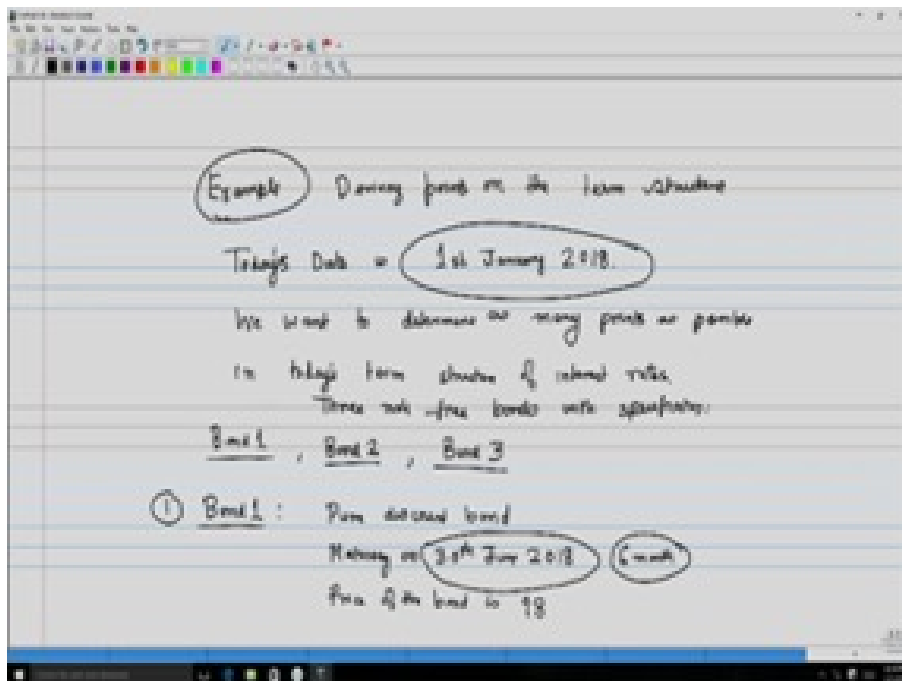 Example Deriving points on the term structure
Today's Date is 1st January 2018.
We want to determine as many points as possible
in today's term structure of interest rates.
Three risk-free bonds with specifications:
Bond 1 , Bond 2 , Bond 3
① Bond 1 : Pure discount bond
Maturing on 30th June 2018 6 month
Price of the bond is 98